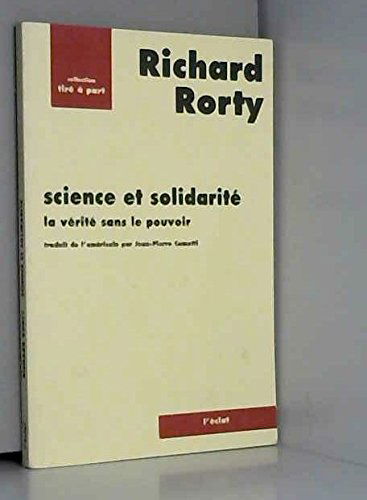 collection
tiré à part
Richard
Rorty
science et solidarité
la vérité sans le pouvoir
traduit de l'américain par Jean-Pierre Cometti
l'éclat